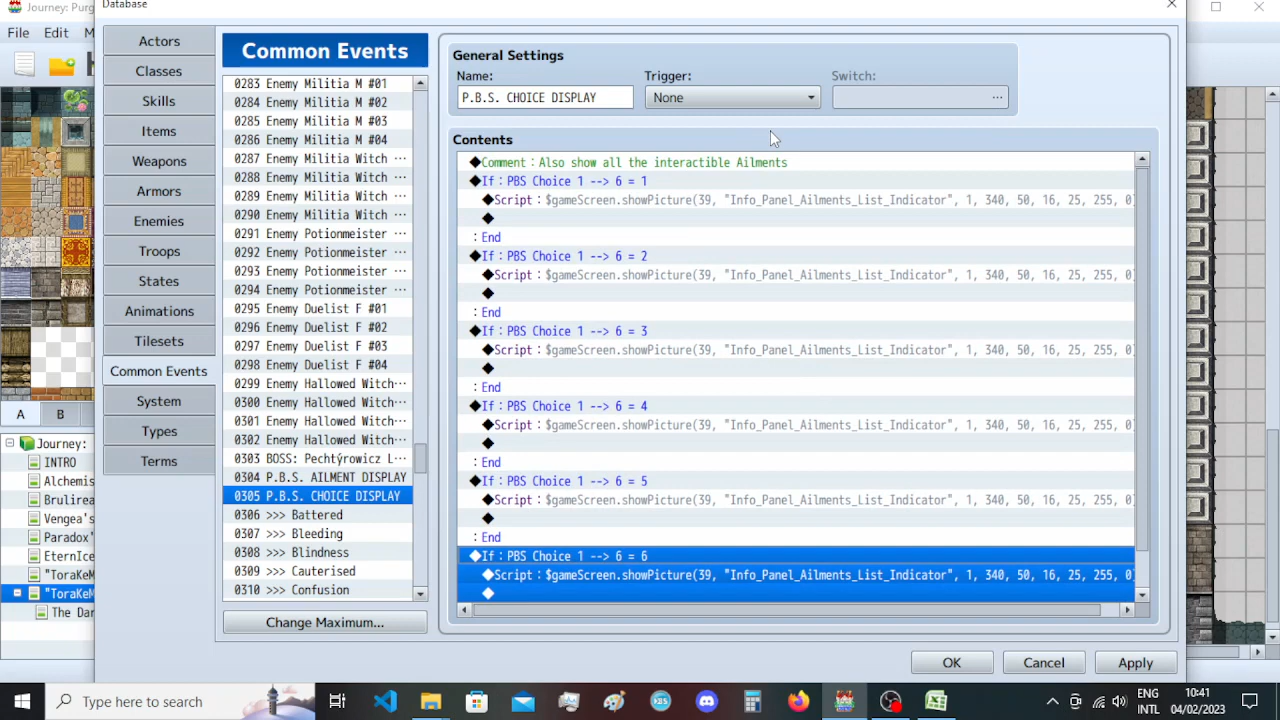 Journey: Purg
Database
File Edit M
Actors
Classes
Skills
Items
Weapons
Armors
Enemies
Troops
States
Animations
Tilesets
Common Events
System
Types
Terms
A B
Journey:
INTRO
Alchemis
Brulirea
Vengea's
Paradox'
EternIce
"ToraKeM
"ToraKeM
The Dar
Common Events
0283 Enemy Militia M #01
0284 Enemy Militia M #02
0285 Enemy Militia M #03
0286 Enemy Militia M #04
0287 Enemy Militia Witch ···
0288 Enemy Militia Witch ···
0289 Enemy Militia Witch ···
0290 Enemy Militia Witch ···
0291 Enemy Potionmeister ···
0292 Enemy Potionmeister ···
0293 Enemy Potionmeister ···
0294 Enemy Potionmeister ···
0295 Enemy Duelist F #01
0296 Enemy Duelist F #02
0297 Enemy Duelist F #03
0298 Enemy Duelist F #04
0299 Enemy Hallowed Witch···
0300 Enemy Hallowed Witch···
0301 Enemy Hallowed Witch···
0302 Enemy Hallowed Witch···
0303 BOSS: Pechtýrowicz L···
0304 P.B.S. AILMENT DISPLAY
0305 P.B.S. CHOICE DISPLAY
0306 >>> Battered
0307 >>> Bleeding
0308 >>> Blindness
0309 >>> Cauterised
0310 >>> Confusion
Change Maximum...
General Settings
Name: Trigger: Switch:
P.B.S. CHOICE DISPLAY None ...
Contents
◆Comment：Also show all the interactible Ailments
◆If：PBS Choice 1 --> 6 = 1
◆Script：$gameScreen.showPicture(39, "Info_Panel_Ailments_List_Indicator", 1, 340, 50, 16, 25, 255, 0)
◆
：End
◆If：PBS Choice 1 --> 6 = 2
◆Script：$gameScreen.showPicture(39, "Info_Panel_Ailments_List_Indicator", 1, 340, 50, 16, 25, 255, 0)
◆
：End
◆If：PBS Choice 1 --> 6 = 3
◆Script：$gameScreen.showPicture(39, "Info_Panel_Ailments_List_Indicator", 1, 340, 50, 16, 25, 255, 0)
◆
：End
◆If：PBS Choice 1 --> 6 = 4
◆Script：$gameScreen.showPicture(39, "Info_Panel_Ailments_List_Indicator", 1, 340, 50, 16, 25, 255, 0)
◆
：End
◆If：PBS Choice 1 --> 6 = 5
◆Script：$gameScreen.showPicture(39, "Info_Panel_Ailments_List_Indicator", 1, 340, 50, 16, 25, 255, 0)
◆
：End
◆If：PBS Choice 1 --> 6 = 6
◆Script：$gameScreen.showPicture(39, "Info_Panel_Ailments_List_Indicator", 1, 340, 50, 16, 25, 255, 0)
◆
OK Cancel Apply
Type here to search
ENG
INTL
10:41
04/02/2023